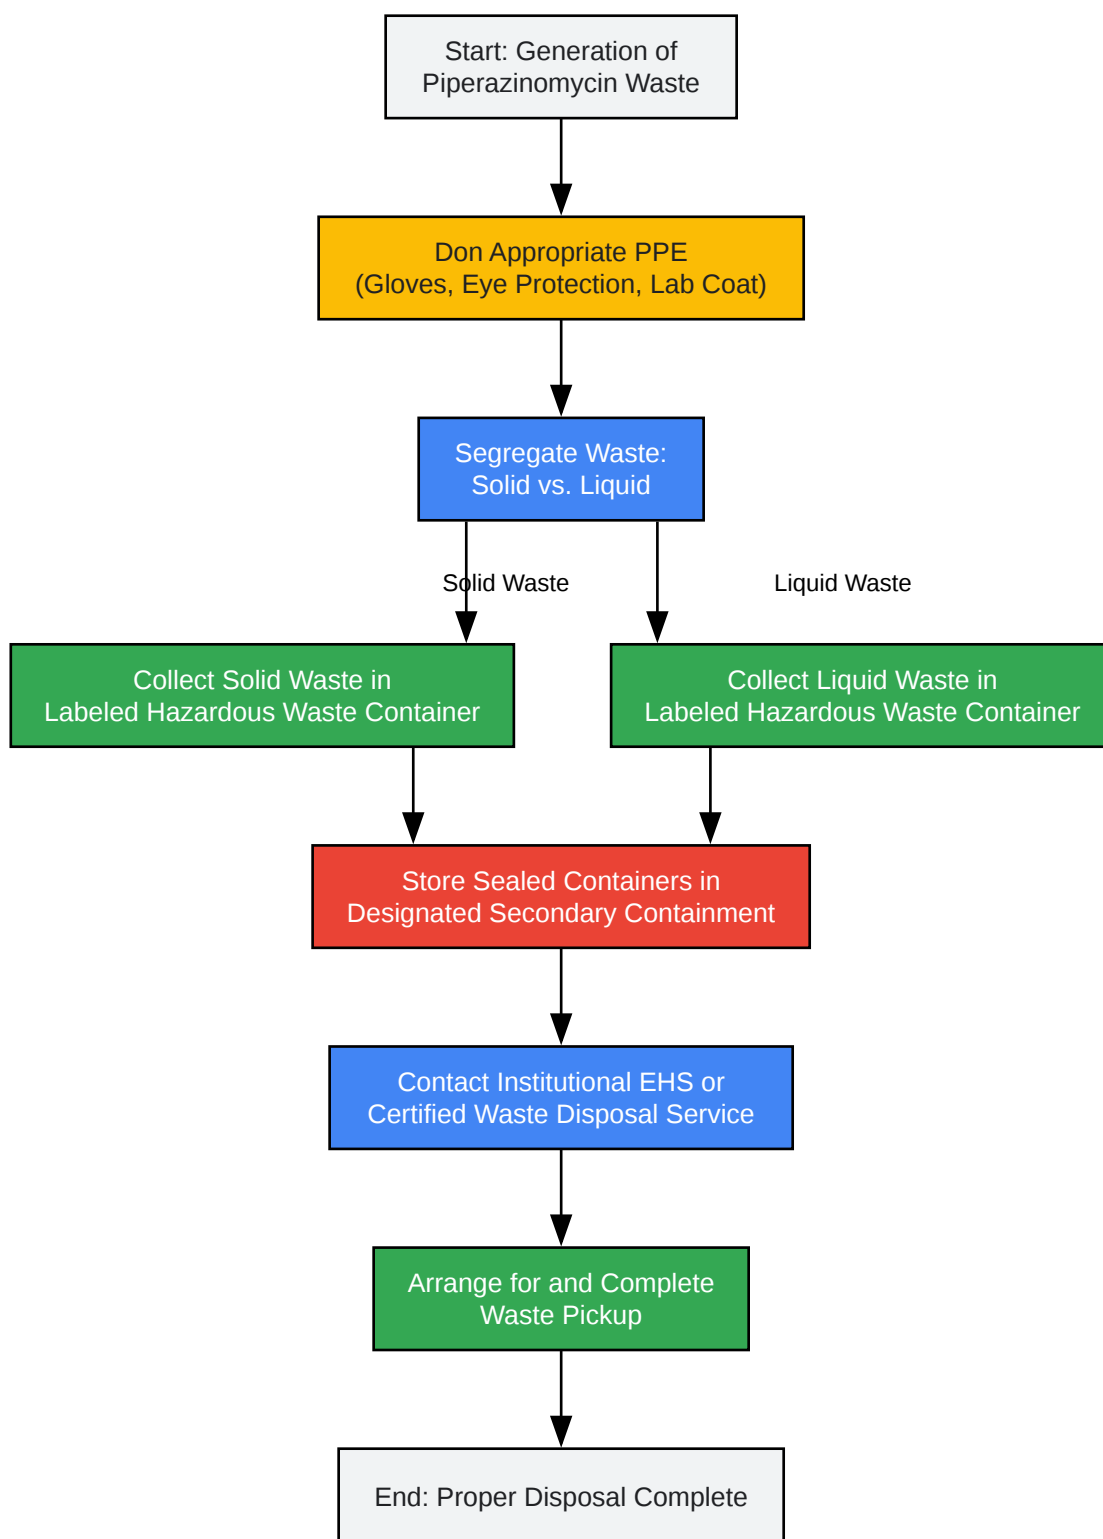 Start: Generation of
Piperazinomycin Waste
Don Appropriate PPE
(Gloves, Eye Protection, Lab Coat)
Segregate Waste:
Solid vs. Liquid
Solid Waste
Liquid Waste
Collect Solid Waste in
Labeled Hazardous Waste Container
Collect Liquid Waste in
Labeled Hazardous Waste Container
Store Sealed Containers in
Designated Secondary Containment
Contact Institutional EHS or
Certified Waste Disposal Service
Arrange for and Complete
Waste Pickup
End: Proper Disposal Complete